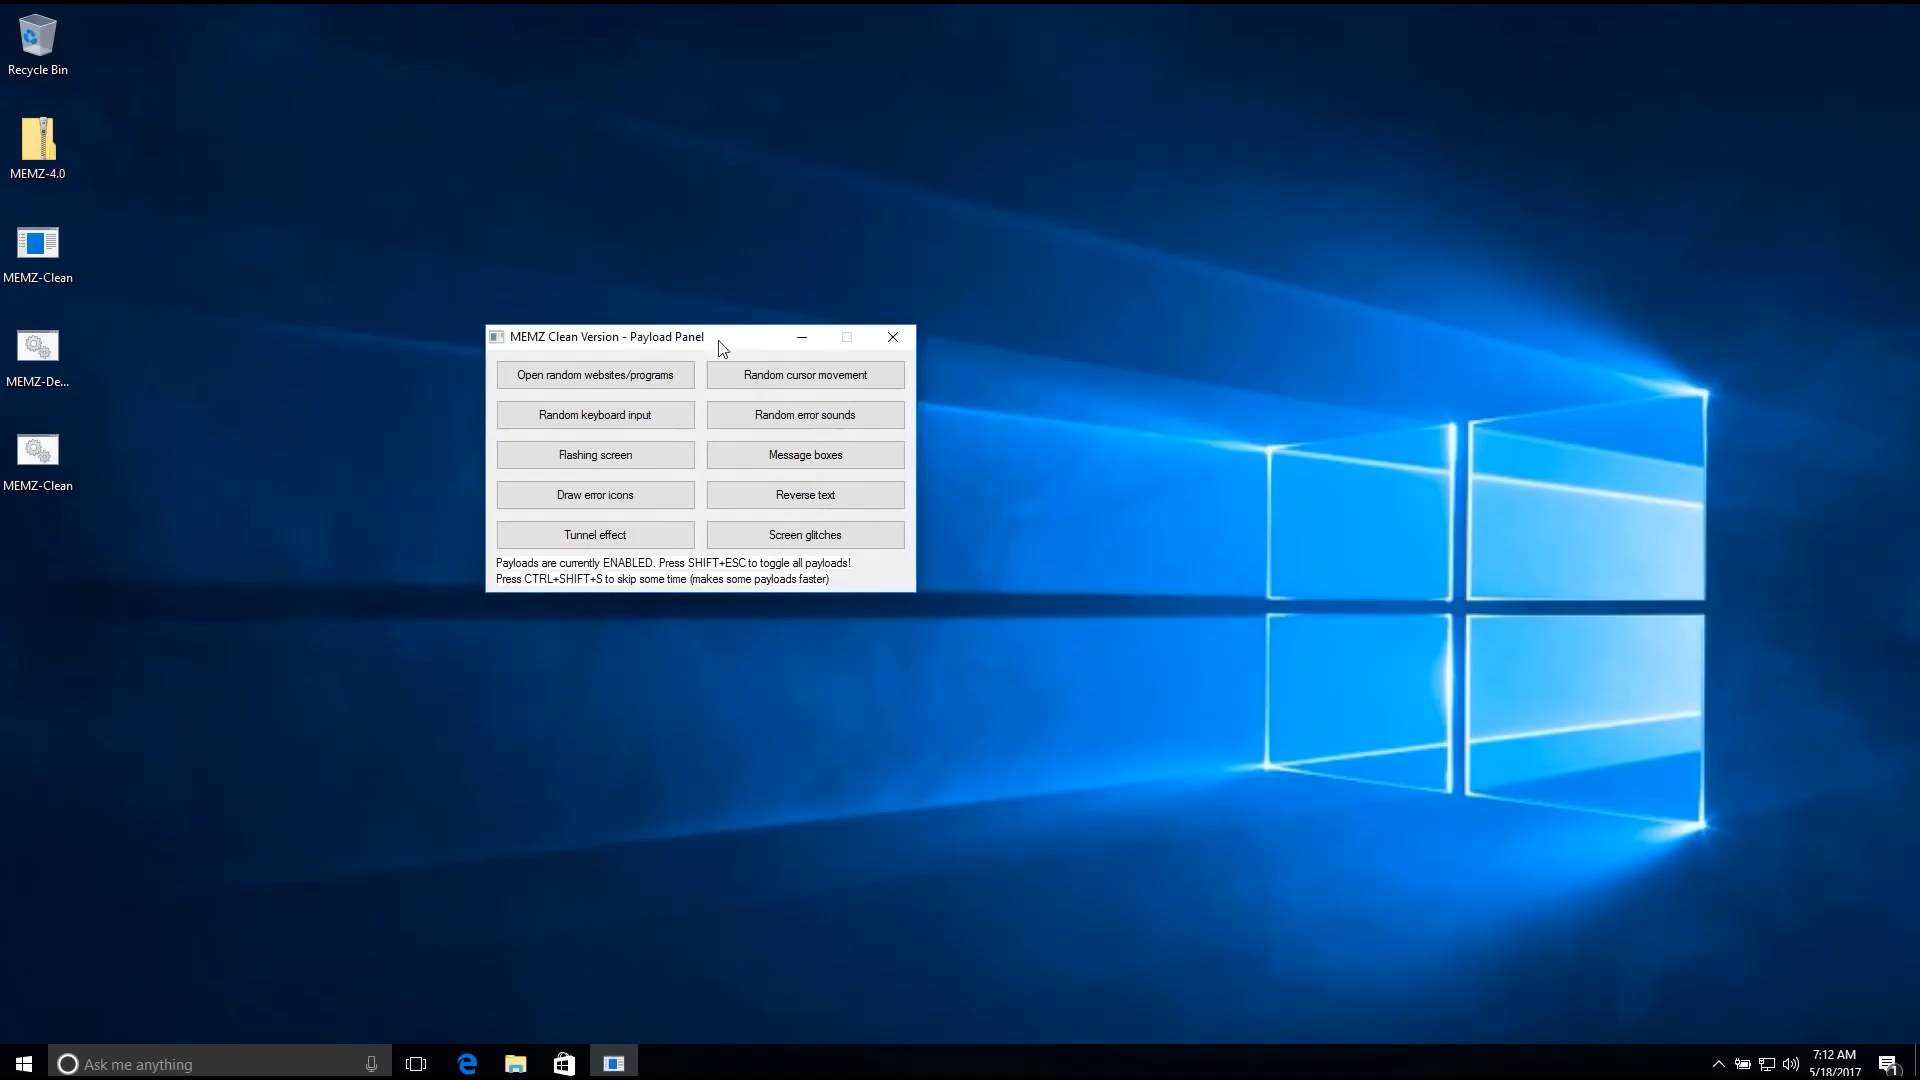 Recycle Bin
MEMZ-4.0
MEMZ-Clean
MEMZ-De...
MEMZ-Clean
MEMZ Clean Version - Payload Panel
Open random websites/programs
Random cursor movement
Random keyboard input
Random error sounds
Flashing screen
Message boxes
Draw error icons
Reverse text
Tunnel effect
Screen glitches
Payloads are currently ENABLED. Press SHIFT+ESC to toggle all payloads!
Press CTRL+SHIFT+S to skip some time (makes some payloads faster)
Ask me anything
7:12 AM
5/18/2017
1